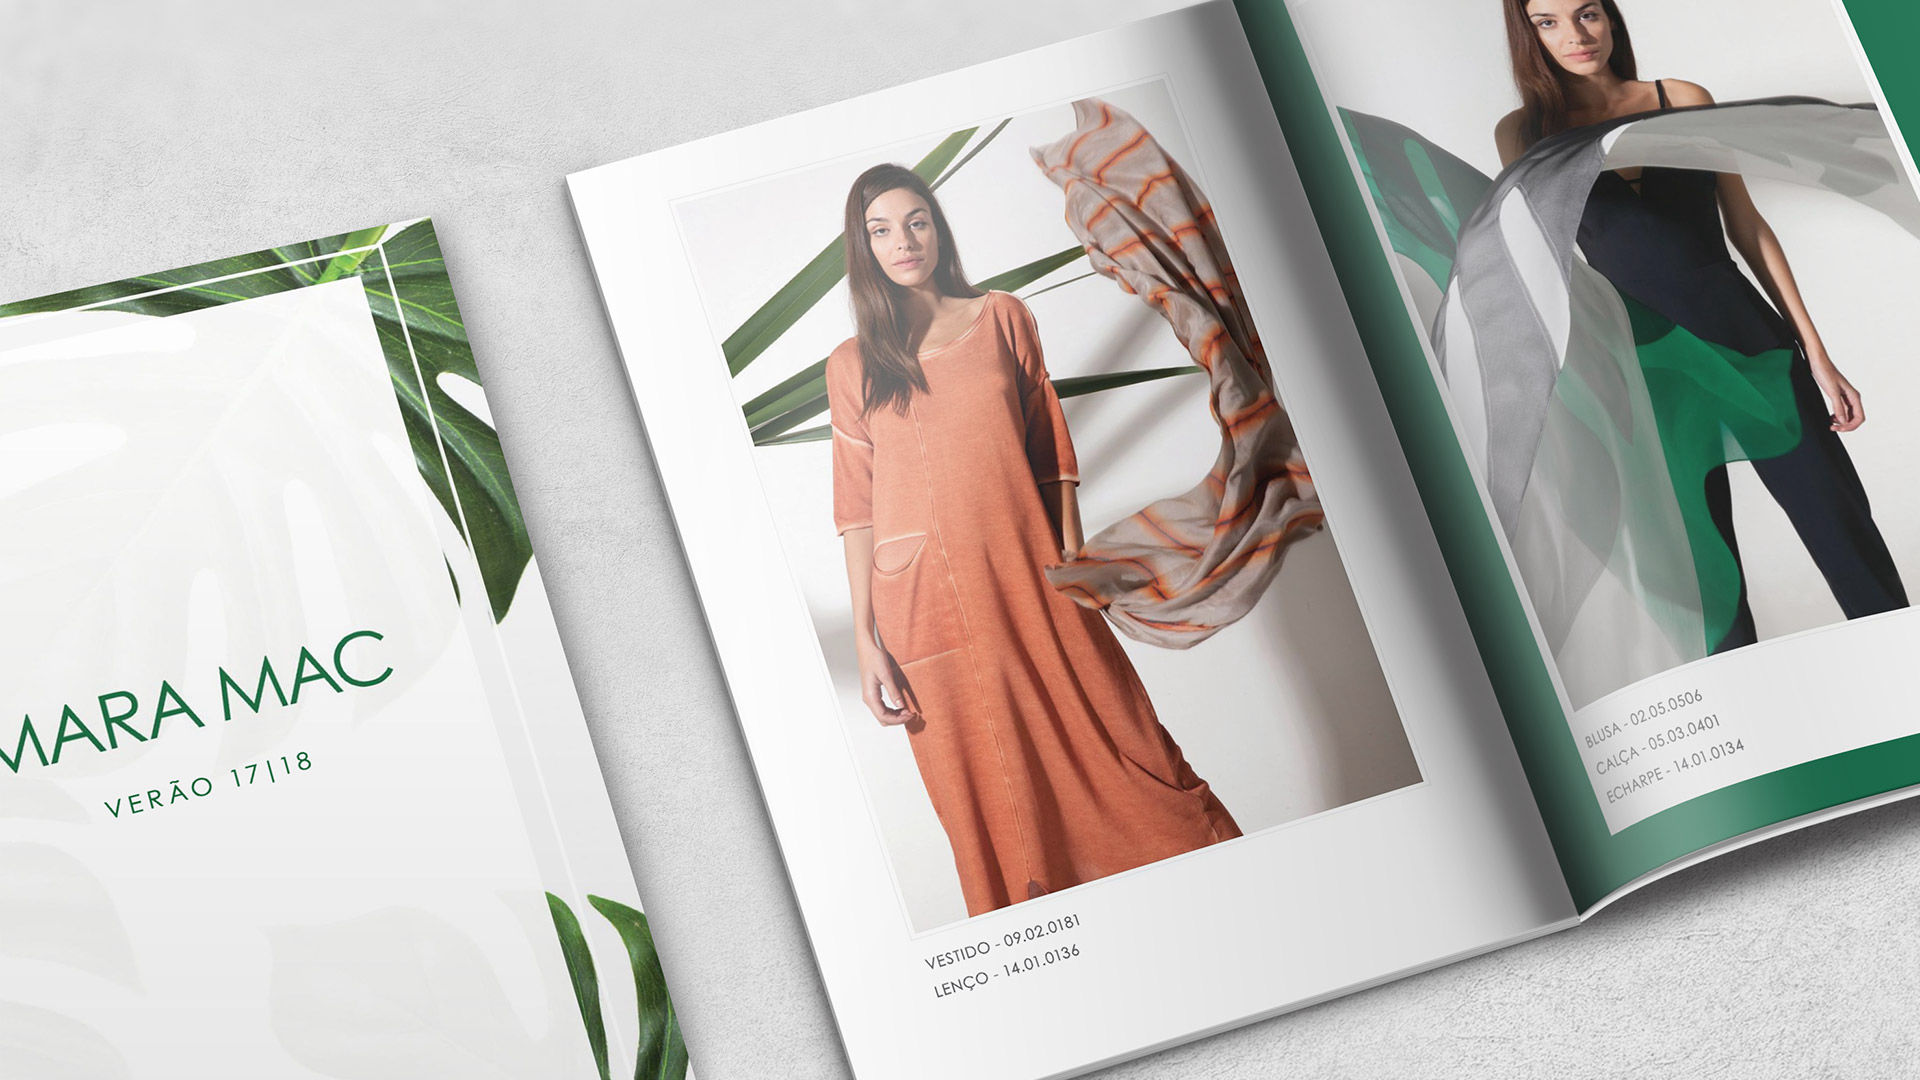 MARA MAC
VERÃO 17|18
VESTIDO - 09.02.0181
LENÇO - 14.01.0136
BLUSA - 02.05.0506
CALÇA - 05.03.0401
ECHARPE - 14.01.0134